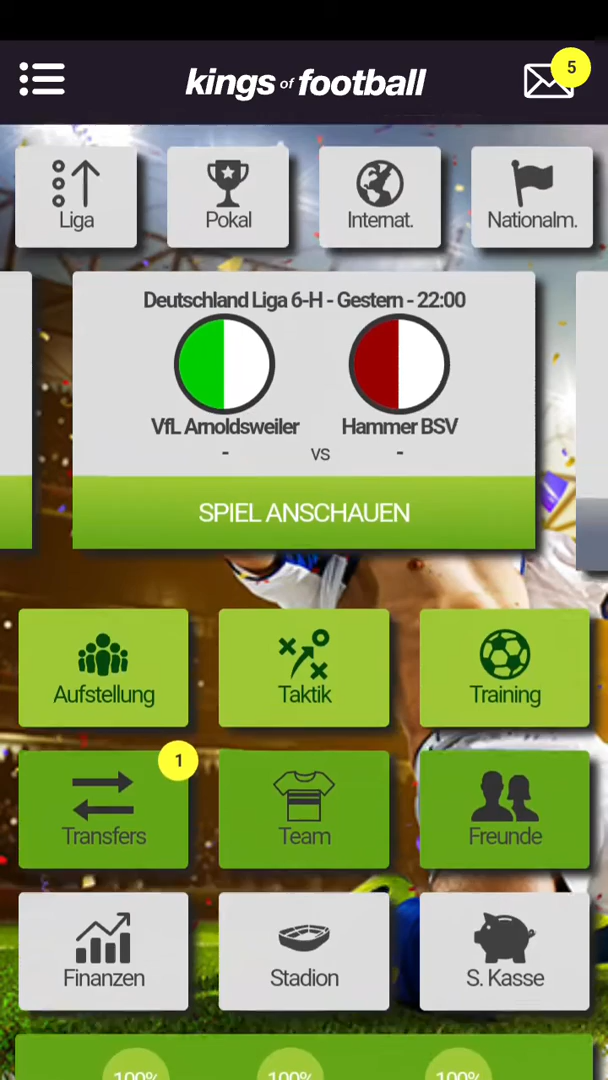 kings of football
5
Liga
Pokal
Internat.
Nationalm.
Deutschland Liga 6-H - Gestern - 22:00
VfL Arnoldsweiler
Hammer BSV
- vs -
SPIEL ANSCHAUEN
Aufstellung
Taktik
Training
1
Transfers
Team
Freunde
Finanzen
Stadion
S. Kasse
100%
100%
100%